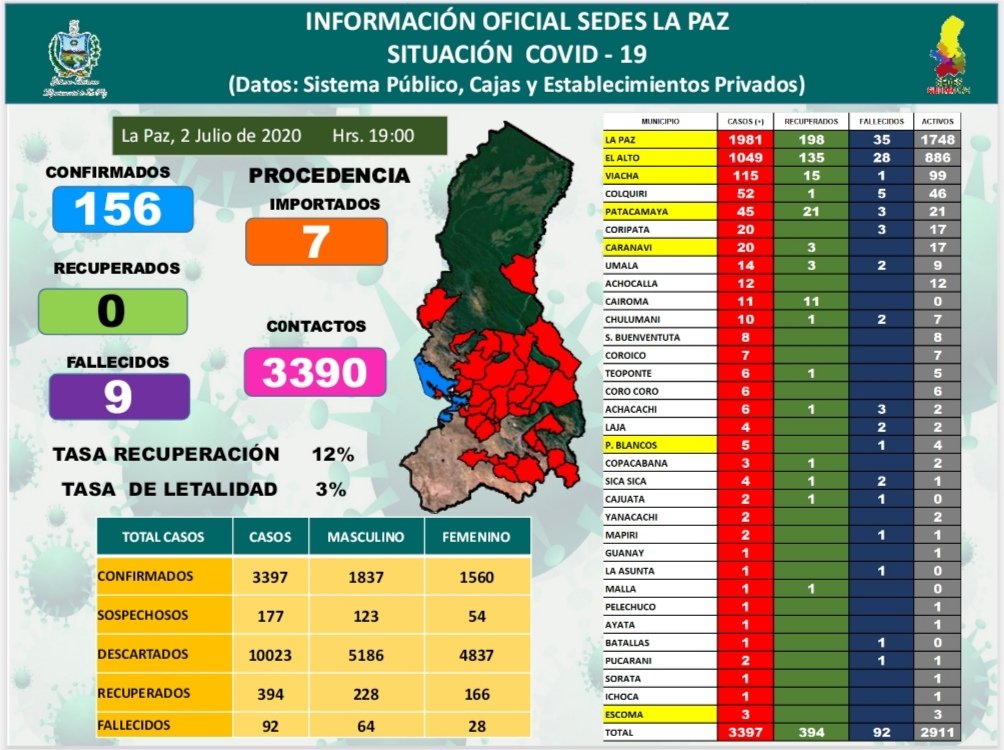 INFORMACIÓN OFICIAL SEDES LA PAZ
SITUACIÓN COVID - 19
(Datos: Sistema Público, Cajas y Establecimientos Privados)
SEDES
La Paz, 2 Julio de 2020 Hrs. 19:00
CONFIRMADOS
156
RECUPERADOS
0
FALLECIDOS
9
PROCEDENCIA
IMPORTADOS
7
CONTACTOS
3390
TASA RECUPERACIÓN 12%
TASA DE LETALIDAD 3%
TOTAL CASOS CASOS MASCULINO FEMENINO
CONFIRMADOS 3397 1837 1560
SOSPECHOSOS 177 123 54
DESCARTADOS 10023 5186 4837
RECUPERADOS 394 228 166
FALLECIDOS 92 64 28
MUNICIPIO CASOS (+) RECUPERADOS FALLECIDOS ACTIVOS
LA PAZ 1981 198 35 1748
EL ALTO 1049 135 28 886
VIACHA 115 15 1 99
COLQUIRI 52 1 5 46
PATACAMAYA 45 21 3 21
CORIPATA 20 3 17
CARANAVI 20 3 17
UMALA 14 3 2 9
ACHOCALLA 12 12
CAIROMA 11 11 0
CHULUMANI 10 1 2 7
S. BUENVENTUTA 8 8
COROICO 7 7
TEOPONTE 6 1 5
CORO CORO 6 6
ACHACACHI 6 1 3 2
LAJA 4 2 2
P. BLANCOS 5 1 4
COPACABANA 3 1 2
SICA SICA 4 1 2 1
CAJUATA 2 1 1 0
YANACACHI 2 2
MAPIRI 2 1 1
GUANAY 1 1
LA ASUNTA 1 1 0
MALLA 1 1 0
PELECHUCO 1 1
AYATA 1 1
BATALLAS 1 1 0
PUCARANI 2 1 1
SORATA 1 1
ICHOCA 1 1
ESCOMA 3 3
TOTAL 3397 394 92 2911